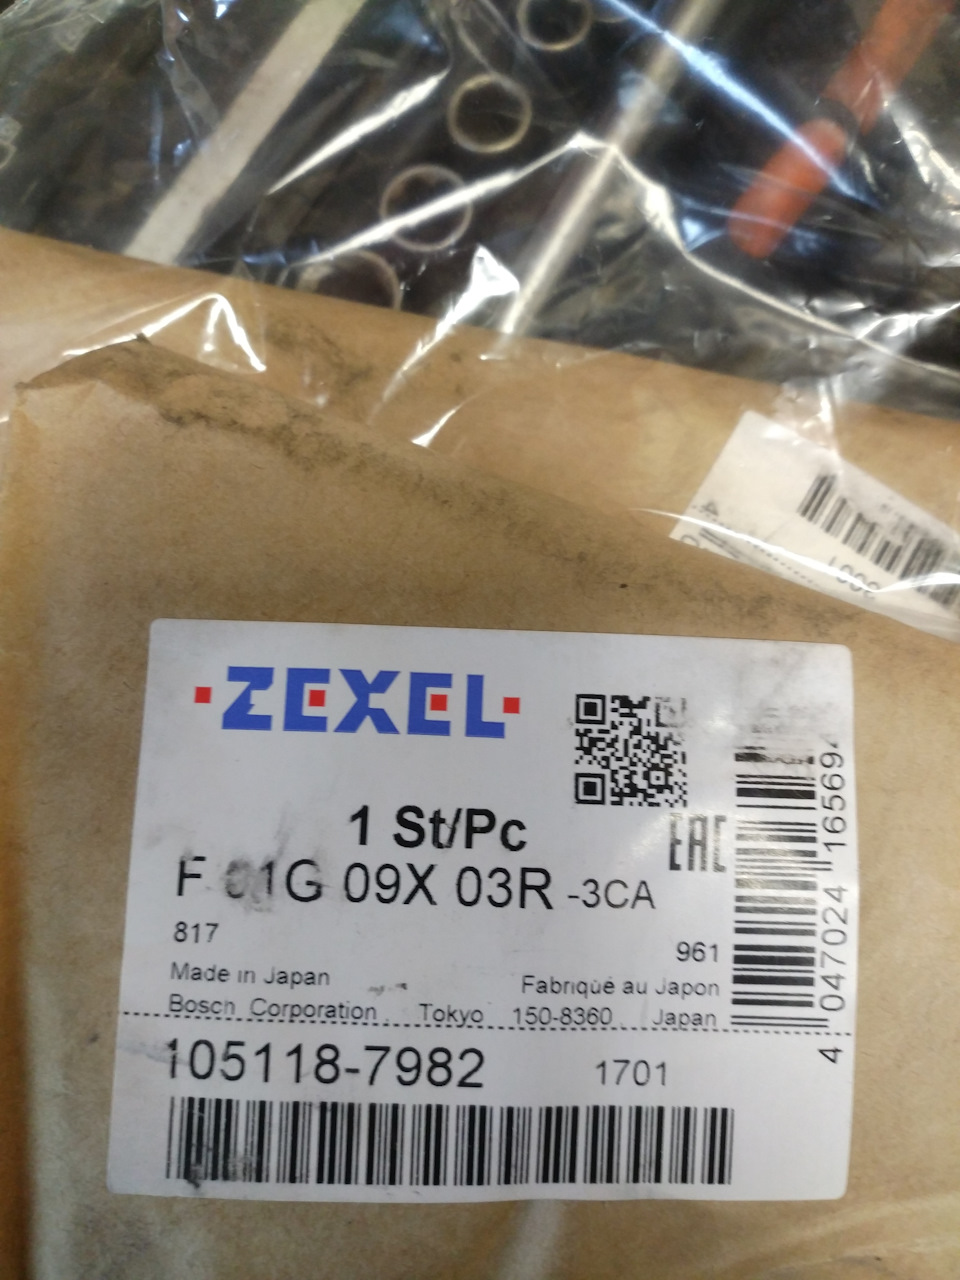 ZEXEL
1 St/Pc
EAC
F 01G 09X 03R -3CA
817
961
Made in Japan
Fabriqué au Japon
Bosch Corporation Tokyo 150-8360 Japan
105118-7982
1701
4 047024 16569